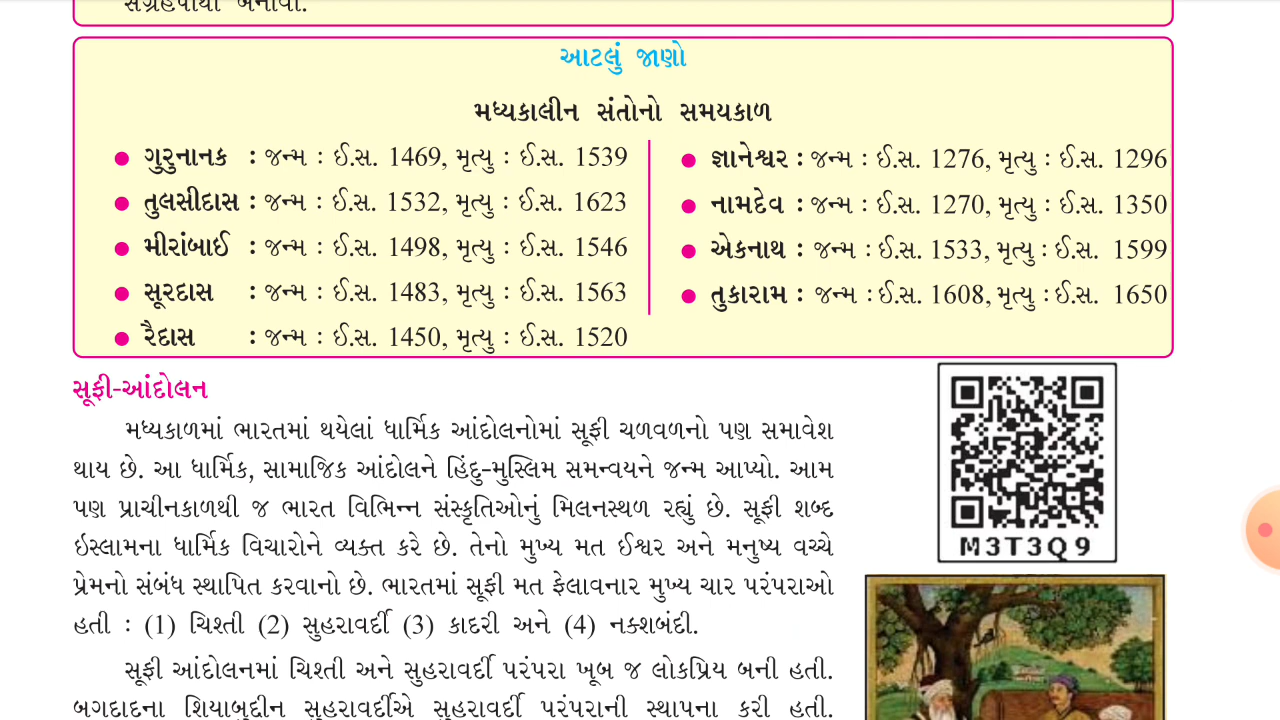 સંગ્રહપોથી બનાવો.
આટલું જાણો
મધ્યકાલીન સંતોનો સમયકાળ
● ગુરુનાનક : જન્મ : ઈ.સ. 1469, મૃત્યુ : ઈ.સ. 1539
● તુલસીદાસ : જન્મ : ઈ.સ. 1532, મૃત્યુ : ઈ.સ. 1623
● મીરાંબાઈ : જન્મ : ઈ.સ. 1498, મૃત્યુ : ઈ.સ. 1546
● સૂરદાસ : જન્મ : ઈ.સ. 1483, મૃત્યુ : ઈ.સ. 1563
● રૈદાસ : જન્મ : ઈ.સ. 1450, મૃત્યુ : ઈ.સ. 1520
● જ્ઞાનેશ્વર : જન્મ : ઈ.સ. 1276, મૃત્યુ : ઈ.સ. 1296
● નામદેવ : જન્મ : ઈ.સ. 1270, મૃત્યુ : ઈ.સ. 1350
● એકનાથ : જન્મ : ઈ.સ. 1533, મૃત્યુ : ઈ.સ. 1599
● તુકારામ : જન્મ : ઈ.સ. 1608, મૃત્યુ : ઈ.સ. 1650
સૂફી-આંદોલન
મધ્યકાળમાં ભારતમાં થયેલાં ધાર્મિક આંદોલનોમાં સૂફી ચળવળનો પણ સમાવેશ
થાય છે. આ ધાર્મિક, સામાજિક આંદોલને હિંદુ-મુસ્લિમ સમન્વયને જન્મ આપ્યો. આમ
પણ પ્રાચીનકાળથી જ ભારત વિભિન્ન સંસ્કૃતિઓનું મિલનસ્થળ રહ્યું છે. સૂફી શબ્દ
ઇસ્લામના ધાર્મિક વિચારોને વ્યક્ત કરે છે. તેનો મુખ્ય મત ઈશ્વર અને મનુષ્ય વચ્ચે
પ્રેમનો સંબંધ સ્થાપિત કરવાનો છે. ભારતમાં સૂફી મત ફેલાવનાર મુખ્ય ચાર પરંપરાઓ
હતી : (1) ચિશ્તી (2) સુહરાવર્દી (3) કાદરી અને (4) નક્શબંદી.
સૂફી આંદોલનમાં ચિશ્તી અને સુહરાવર્દી પરંપરા ખૂબ જ લોકપ્રિય બની હતી.
બગદાદના શિયાબુદ્દીન સુહરાવર્દીએ સુહરાવર્દી પરંપરાની સ્થાપના કરી હતી.
M3T3Q9